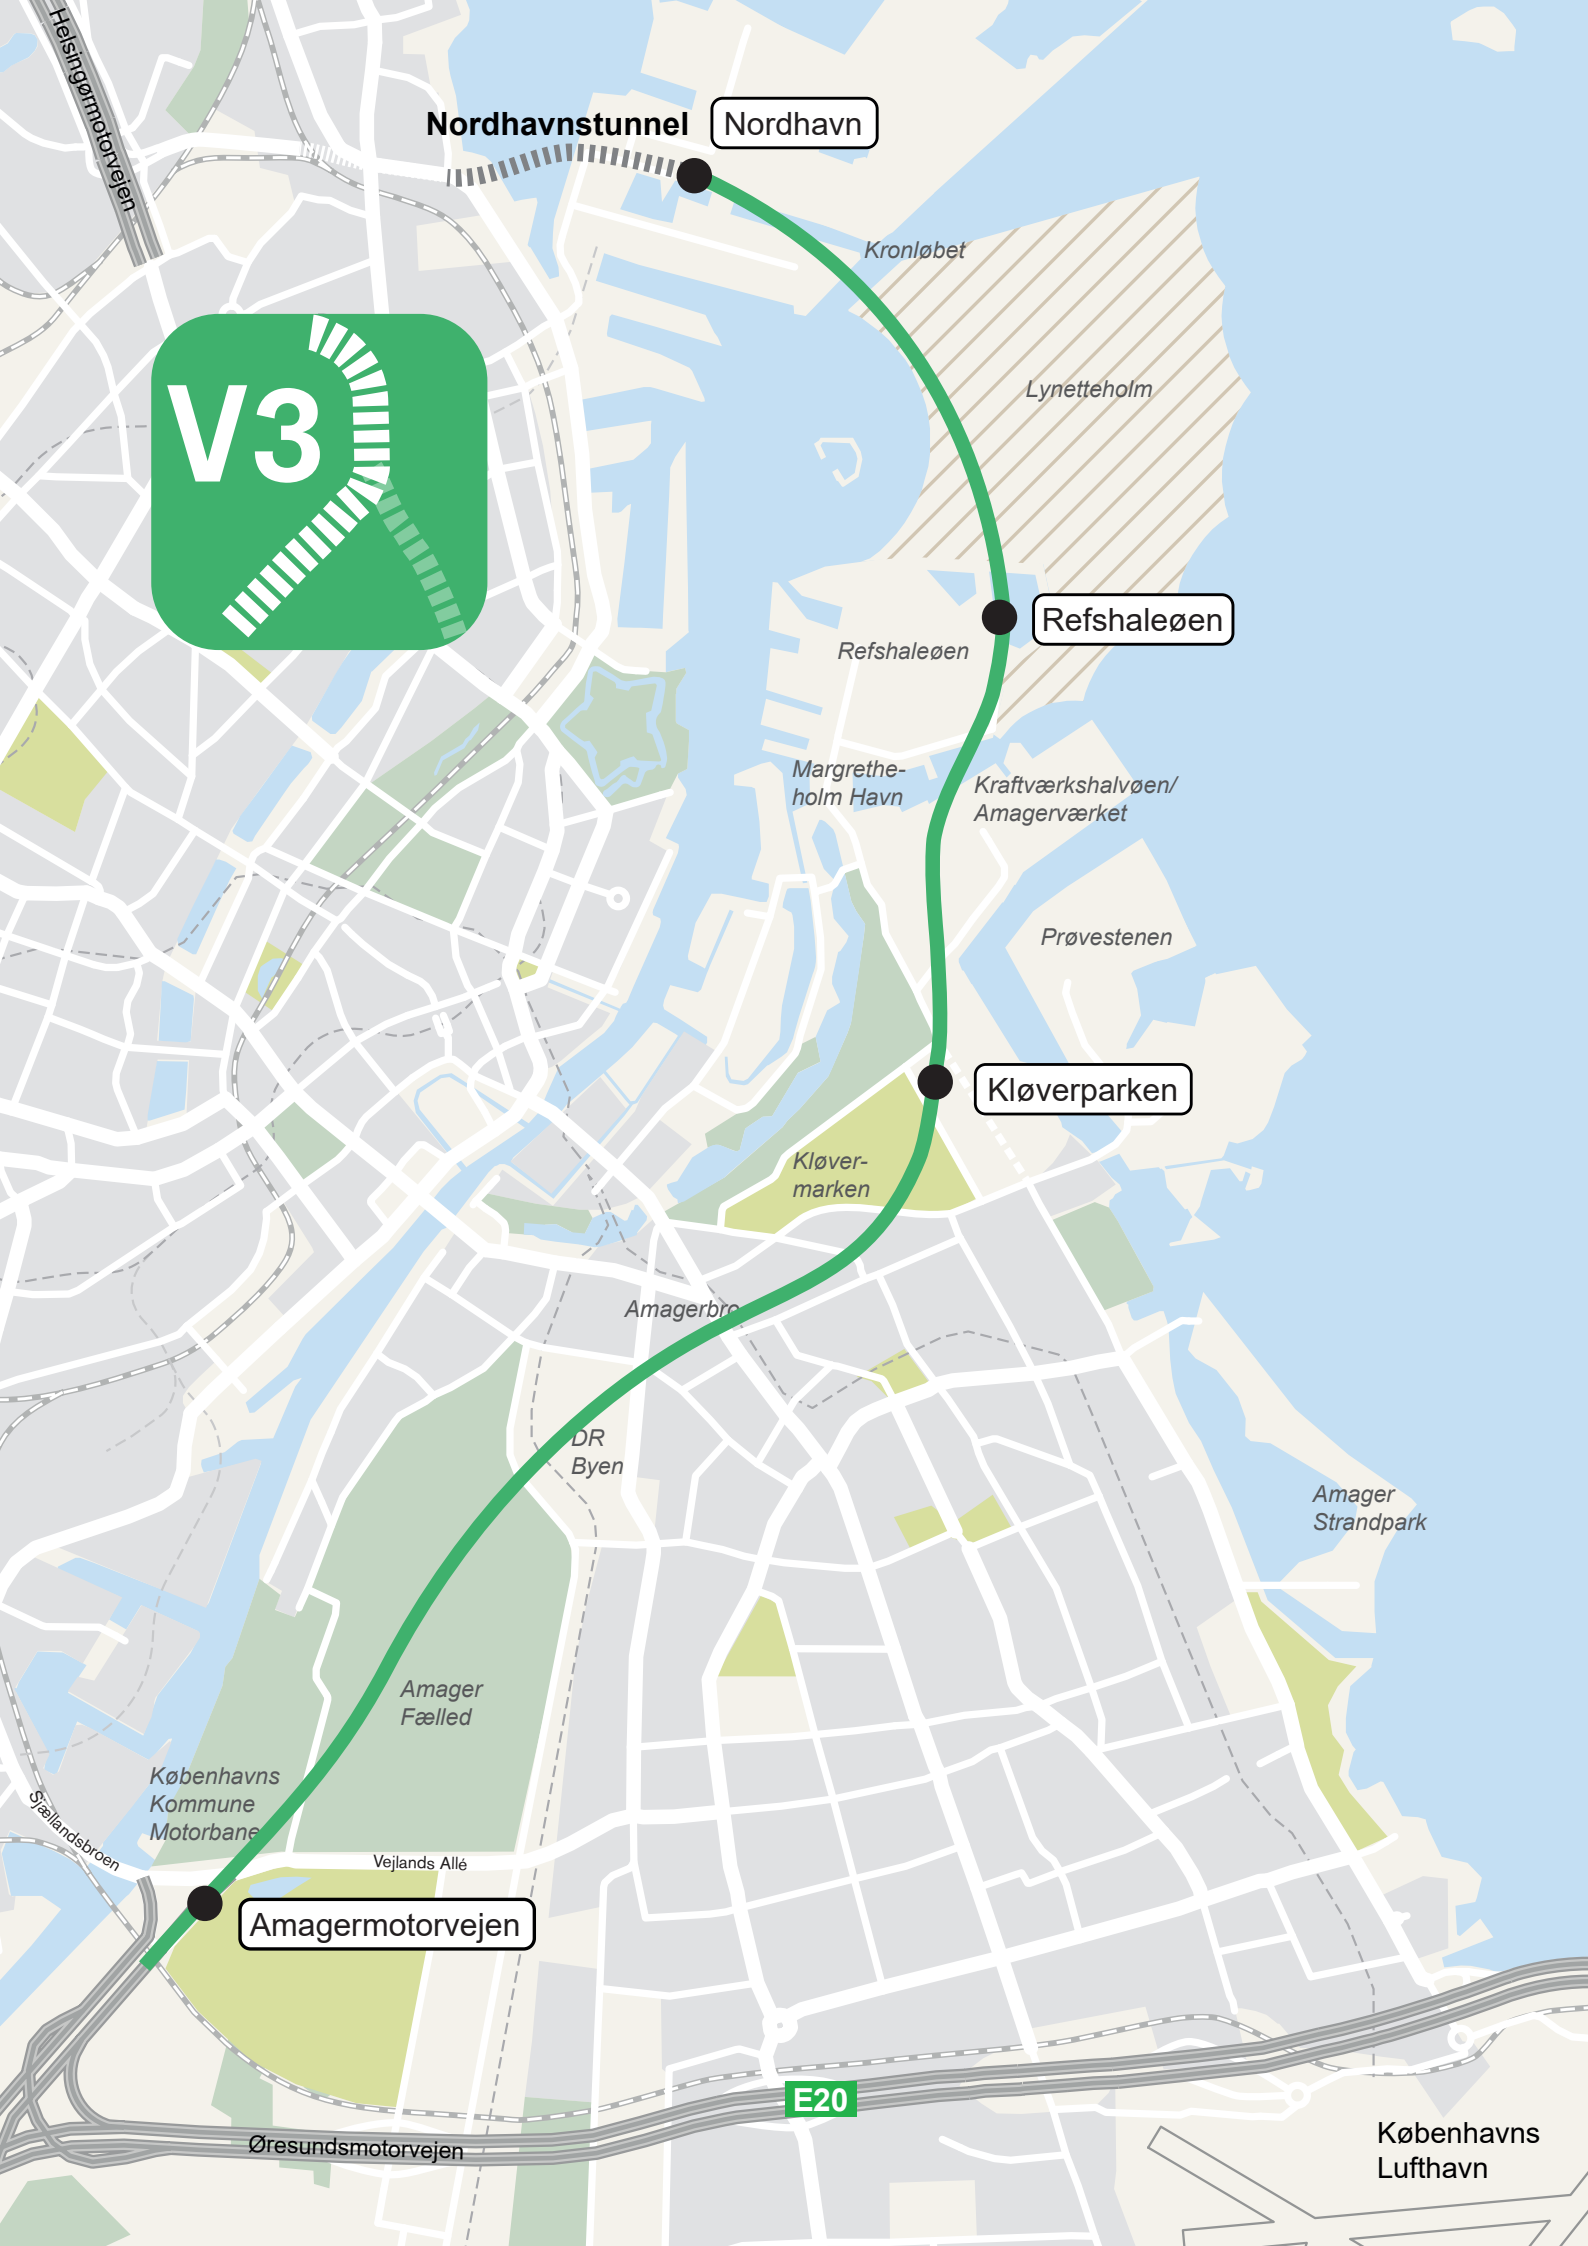 Helsingørmotorvejen
Nordhavnstunnel
Nordhavn
Kronløbet
V3
Lynetteholm
Refshaleøen
Refshaleøen
Margrethe-
holm Havn
Kraftværkshalvøen/
Amagerværket
Prøvestenen
Kløverparken
Kløver-
marken
Amagerbro
DR
Byen
Amager
Strandpark
Amager
Fælled
Københavns
Kommune
Motorbane
Sjællandsbroen
Vejlands Allé
Amagermotorvejen
E20
Øresundsmotorvejen
Københavns
Lufthavn